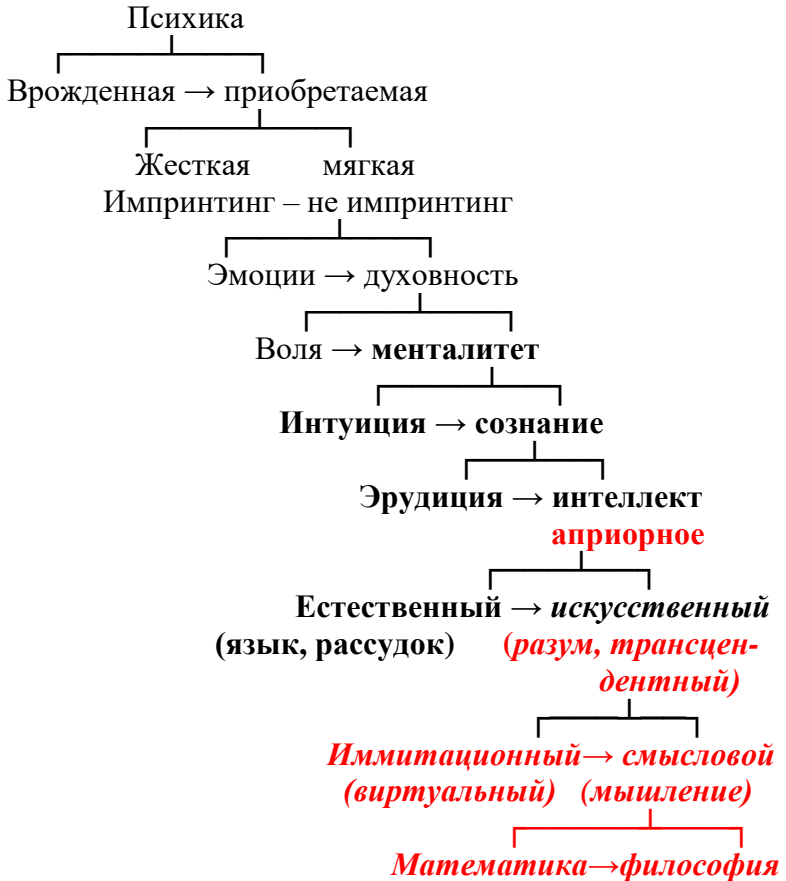 Психика
Врожденная → приобретаемая
Жесткая мягкая
Импринтинг – не импринтинг
Эмоции → духовность
Воля → менталитет
Интуиция → сознание
Эрудиция → интеллект
априорное
Естественный → искусственный
(язык, рассудок) (разум, трансцен-
дентный)
Иммитационный→ смысловой
(виртуальный) (мышление)
Математика→философия